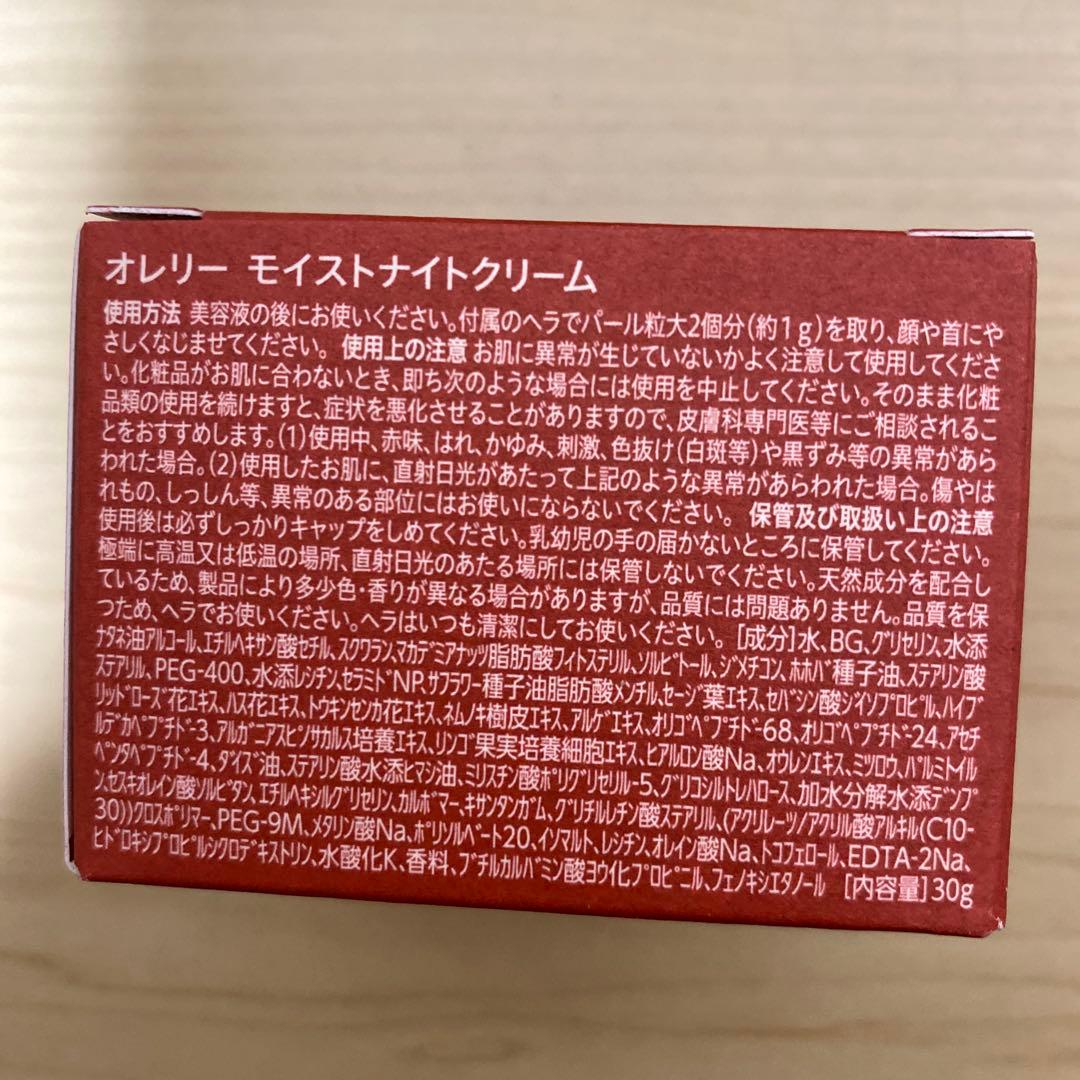 オレリー モイストナイトクリーム
使用方法 美容液の後にお使いください。付属のヘラでパール粒大2個分(約1g)を取り、顔や首にや
さしくなじませてください。 使用上の注意 お肌に異常が生じていないかよく注意して使用してくださ
い。化粧品がお肌に合わないとき、即ち次のような場合には使用を中止してください。そのまま化粧
品類の使用を続けますと、症状を悪化させることがありますので、皮膚科専門医等にご相談されるこ
とをおすすめします。(1)使用中、赤味、はれ、かゆみ、刺激、色抜け(白斑等)や黒ずみ等の異常があら
われた場合。(2)使用したお肌に、直射日光があたって上記のような異常があらわれた場合。傷やは
れもの、しっしん等、異常のある部位にはお使いにならないでください。 保管及び取扱い上の注意
使用後は必ずしっかりキャップをしめてください。乳幼児の手の届かないところに保管してください。
極端に高温又は低温の場所、直射日光のあたる場所には保管しないでください。天然成分を配合し
ているため、製品により多少色・香りが異なる場合がありますが、品質には問題ありません。品質を保
つため、ヘラでお使いください。ヘラはいつも清潔にしてお使いください。 [成分]水、BG、グリセリン、水添
ナタネ油アルコール、エチルヘキサン酸セチル、スクワラン、マカデミアナッツ脂肪酸フィトステリル、ソルビトール、ジメチコン、ホホバ種子油、ステアリン酸
ステアリル、PEG-400、水添レシチン、セラミドNP、サフラワー種子油脂肪酸メンチル、セージ葉エキス、セバシン酸ジイソプロピル、ハイブ
リッドローズ花エキス、ハス花エキス、トウキンセンカ花エキス、ネムノキ樹皮エキス、アルゲエキス、オリゴペプチド-68、オリゴペプチド-24、アセチ
ルデカペプチド-3、アルガニアスピノサカルス培養エキス、リンゴ果実培養細胞エキス、ヒアルロン酸Na、オウレンエキス、ミツロウ、パルミトイル
ペンタペプチド-4、ダイズ油、ステアリン酸水添ヒマシ油、ミリスチン酸ポリグリセリル-5、グリコシルトレハロース、加水分解水添デンプ
ン、セスキオレイン酸ソルビタン、エチルヘキシルグリセリン、カルボマー、キサンタンガム、グリチルレチン酸ステアリル、(アクリレーツ/アクリル酸アルキル(C10-
30))クロスポリマー、PEG-9M、メタリン酸Na、ポリソルベート20、イソマルト、レシチン、オレイン酸Na、トコフェロール、EDTA-2Na、
ヒドロキシプロピルシクロデキストリン、水酸化K、香料、ブチルカルバミン酸ヨウ化プロピニル、フェノキシエタノール [内容量]30g